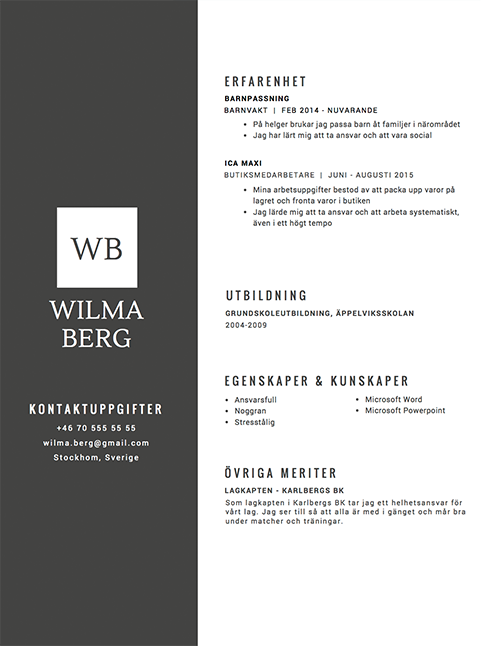 WB
WILMA
BERG
KONTAKTUPPGIFTER
+46 70 555 55 55
wilma.berg@gmail.com
Stockhom, Sverige
ERFARENHET
BARNPASSNING
BARNVAKT | FEB 2014 - NUVARANDE
• På helger brukar jag passa barn åt familjer i närområdet
• Jag har lärt mig att ta ansvar och att vara social
ICA MAXI
BUTIKSMEDARBETARE | JUNI - AUGUSTI 2015
• Mina arbetsuppgifter bestod av att packa upp varor på
lagret och fronta varor i butiken
• Jag lärde mig att ta ansvar och att arbeta systematiskt,
även i ett högt tempo
UTBILDNING
GRUNDSKOLEUTBILDNING, ÄPPELVIKSSKOLAN
2004-2009
EGENSKAPER & KUNSKAPER
• Ansvarsfull
• Noggran
• Stresstålig
• Microsoft Word
• Microsoft Powerpoint
ÖVRIGA MERITER
LAGKAPTEN - KARLBERGS BK
Som lagkapten i Karlbergs BK tar jag ett helhetsansvar för
vårt lag. Jag ser till så att alla är med i gänget och mår bra
under matcher och träningar.